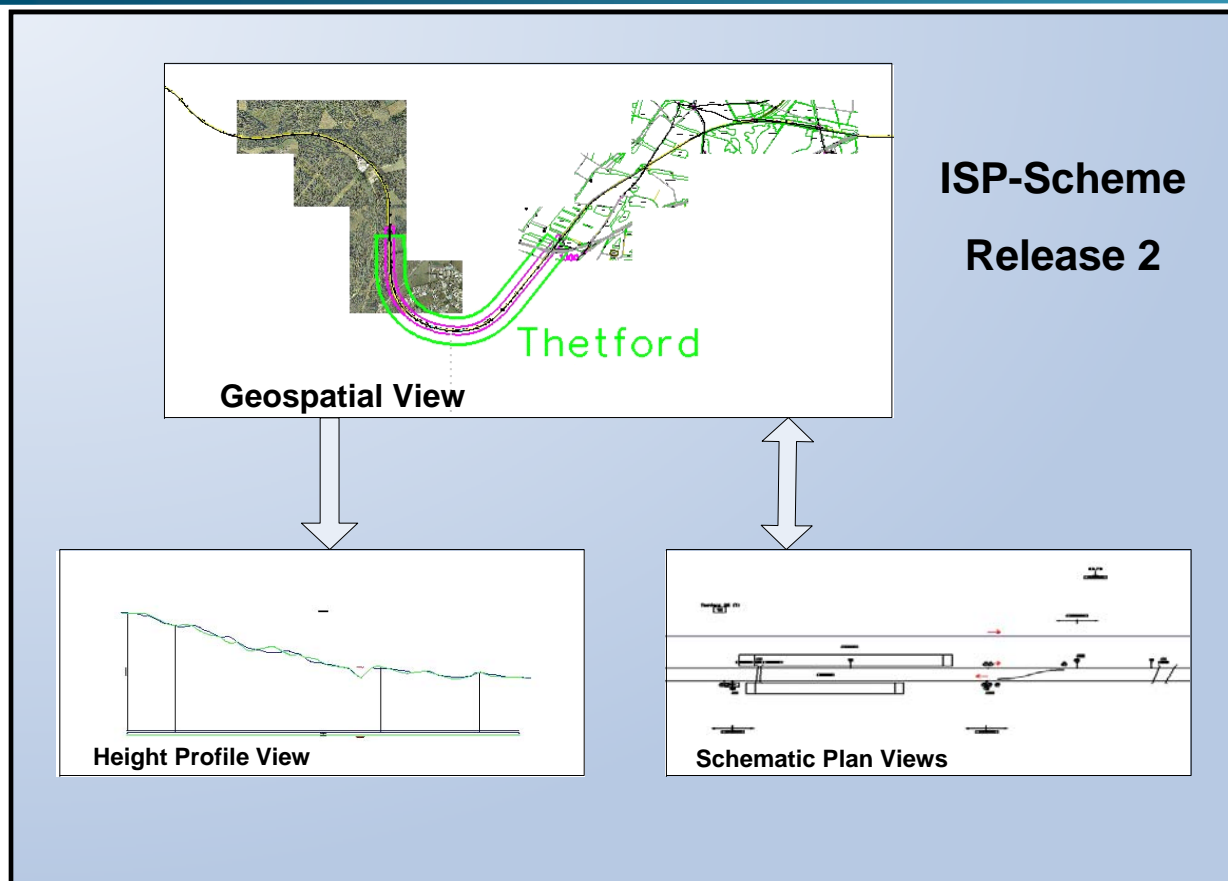 ISP-Scheme
Release 2
Thetford
Geospatial View
Height Profile View
Schematic Plan Views